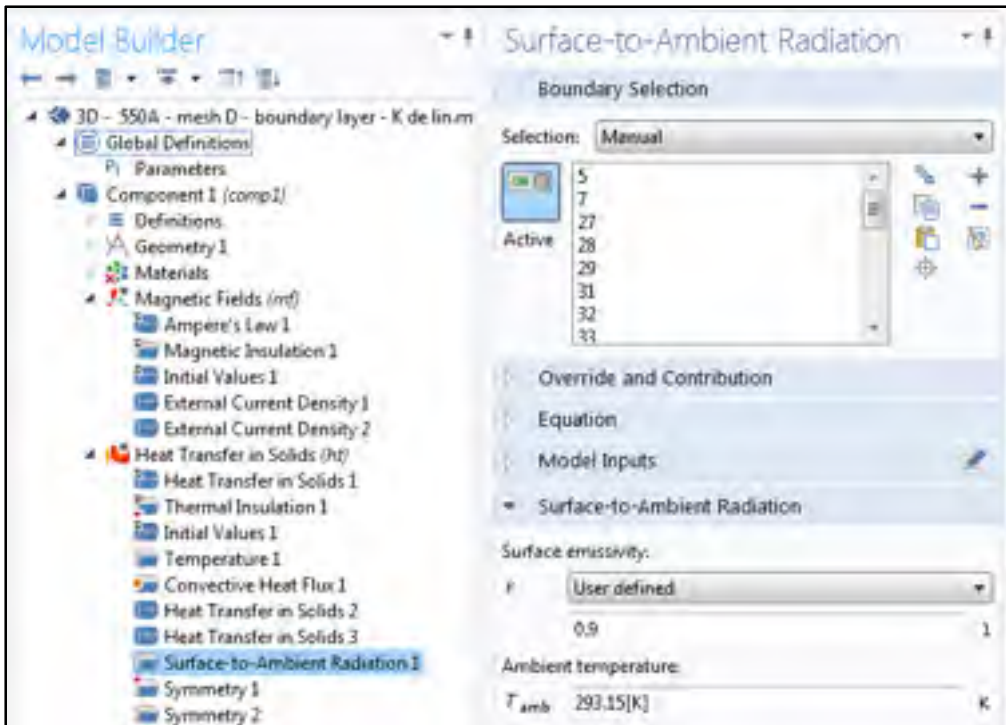 Model Builder
3D - 550A - mesh D - boundary layer - K de lin.m
Global Definitions
Pi Parameters
Component 1 (comp1)
Definitions
Geometry 1
Materials
Magnetic Fields (mf)
Ampère's Law 1
Magnetic Insulation 1
Initial Values 1
External Current Density 1
External Current Density 2
Heat Transfer in Solids (ht)
Heat Transfer in Solids 1
Thermal Insulation 1
Initial Values 1
Temperature 1
Convective Heat Flux 1
Heat Transfer in Solids 2
Heat Transfer in Solids 3
Surface-to-Ambient Radiation 1
Symmetry 1
Symmetry 2
Surface-to-Ambient Radiation
Boundary Selection
Selection: Manual
Active
5
7
27
28
29
31
32
33
Override and Contribution
Equation
Model Inputs
Surface-to-Ambient Radiation
Surface emissivity:
ε User defined
0.9 1
Ambient temperature:
T amb 293.15[K] K